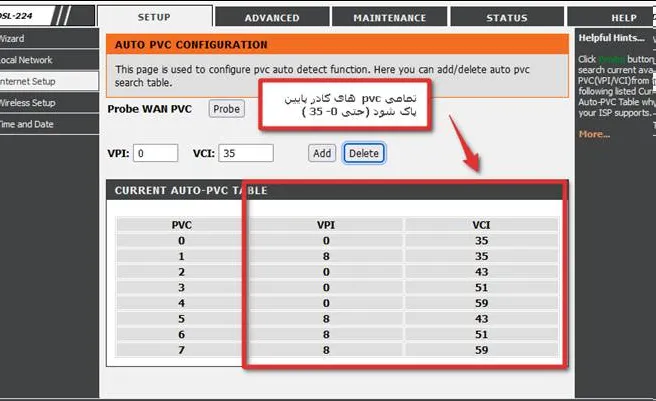 DSL-224
SETUP
ADVANCED
MAINTENANCE
STATUS
HELP
Wizard
Local Network
Internet Setup
Wireless Setup
Time and Date
AUTO PVC CONFIGURATION
This page is used to configure pvc auto detect function. Here you can add/delete auto pvc
search table.
Probe WAN PVC Probe
تمامی pvc های کادر پایین
پاک شود (حتی 0- 35 )
VPI: 0 VCI: 35 Add Delete
CURRENT AUTO-PVC TABLE
PVC VPI VCI
0 0 35
1 8 35
2 0 43
3 0 51
4 0 59
5 8 43
6 8 51
7 8 59
Helpful Hints...
Click Probe button
search current ava
PVC(VPI/VCI)from
following listed Cur
Auto-PVC Table wh
your ISP supports.
More...